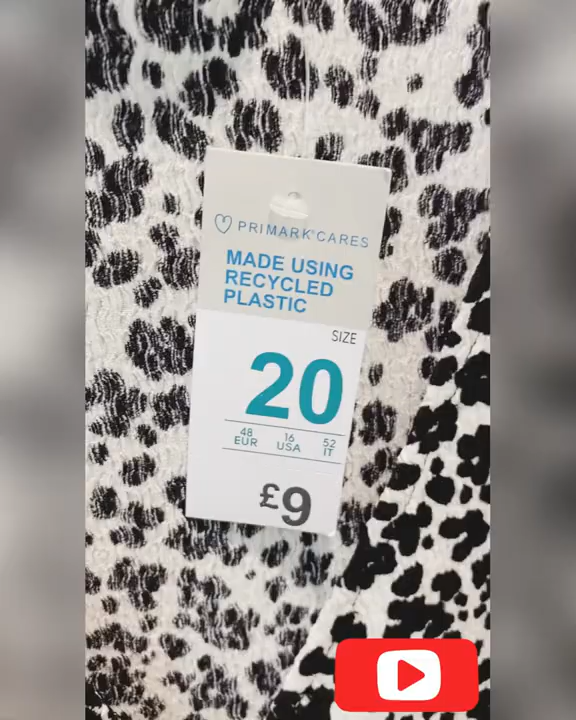 PRIMARK®CARES
MADE USING
RECYCLED
PLASTIC
SIZE
20
48 16 52
EUR USA IT
£9